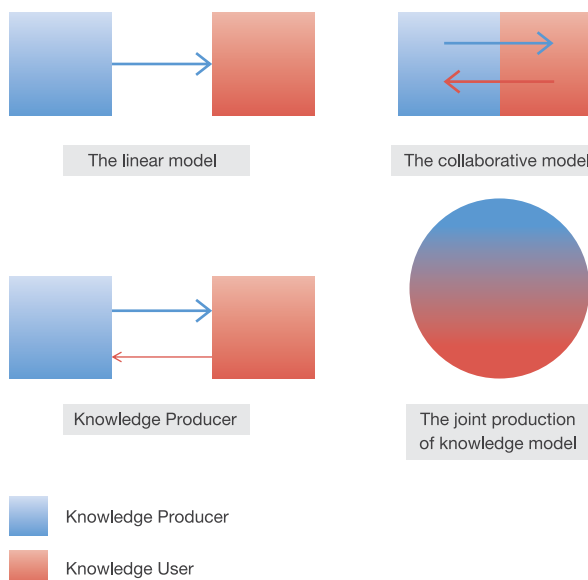 The linear model
The collaborative model
Knowledge Producer
The joint production
of knowledge model
Knowledge Producer
Knowledge User